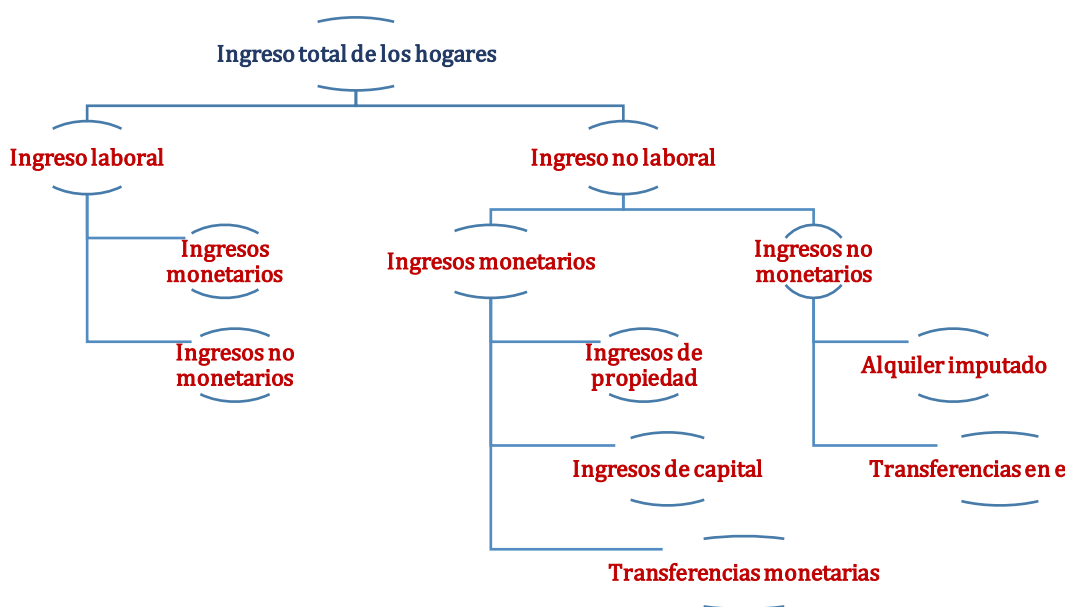 Ingreso total de los hogares
Ingreso laboral
Ingreso no laboral
Ingresos
monetarios
Ingresos monetarios
Ingresos no
monetarios
Ingresos no
monetarios
Ingresos de
propiedad
Alquiler imputado
Ingresos de capital
Transferencias en e
Transferencias monetarias